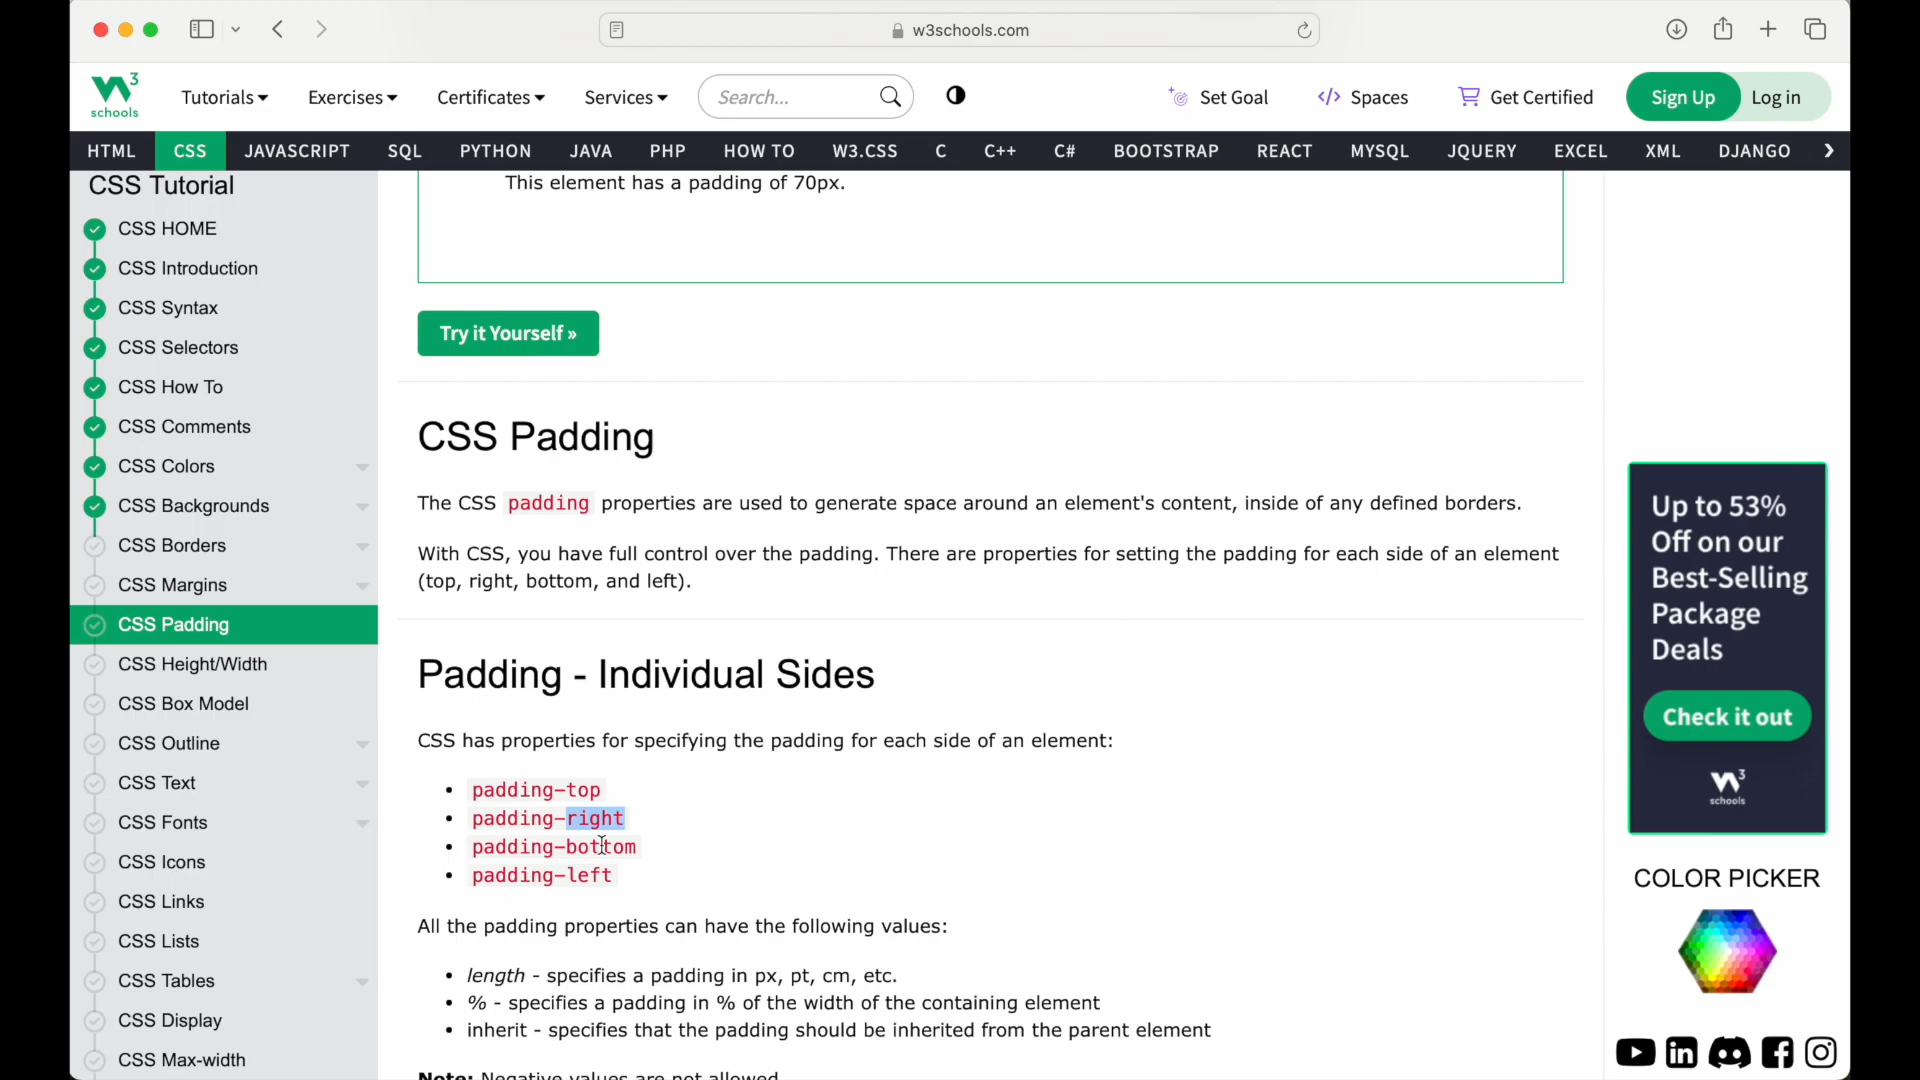 w3schools.com
W3
schools
Tutorials
Exercises
Certificates
Services
Search...
Set Goal
Spaces
Get Certified
Sign Up
Log in
HTML CSS JAVASCRIPT SQL PYTHON JAVA PHP HOW TO W3.CSS C C++ C# BOOTSTRAP REACT MYSQL JQUERY EXCEL XML DJANGO
CSS Tutorial
CSS HOME
CSS Introduction
CSS Syntax
CSS Selectors
CSS How To
CSS Comments
CSS Colors
CSS Backgrounds
CSS Borders
CSS Margins
CSS Padding
CSS Height/Width
CSS Box Model
CSS Outline
CSS Text
CSS Fonts
CSS Icons
CSS Links
CSS Lists
CSS Tables
CSS Display
CSS Max-width
This element has a padding of 70px.
Try it Yourself »
CSS Padding
The CSS padding properties are used to generate space around an element's content, inside of any defined borders.
With CSS, you have full control over the padding. There are properties for setting the padding for each side of an element
(top, right, bottom, and left).
Padding - Individual Sides
CSS has properties for specifying the padding for each side of an element:
• padding-top
• padding-right
• padding-bottom
• padding-left
All the padding properties can have the following values:
• length - specifies a padding in px, pt, cm, etc.
• % - specifies a padding in % of the width of the containing element
• inherit - specifies that the padding should be inherited from the parent element
Note: Negative values are not allowed.
Up to 53%
Off on our
Best-Selling
Package
Deals
Check it out
W3
schools
COLOR PICKER
in